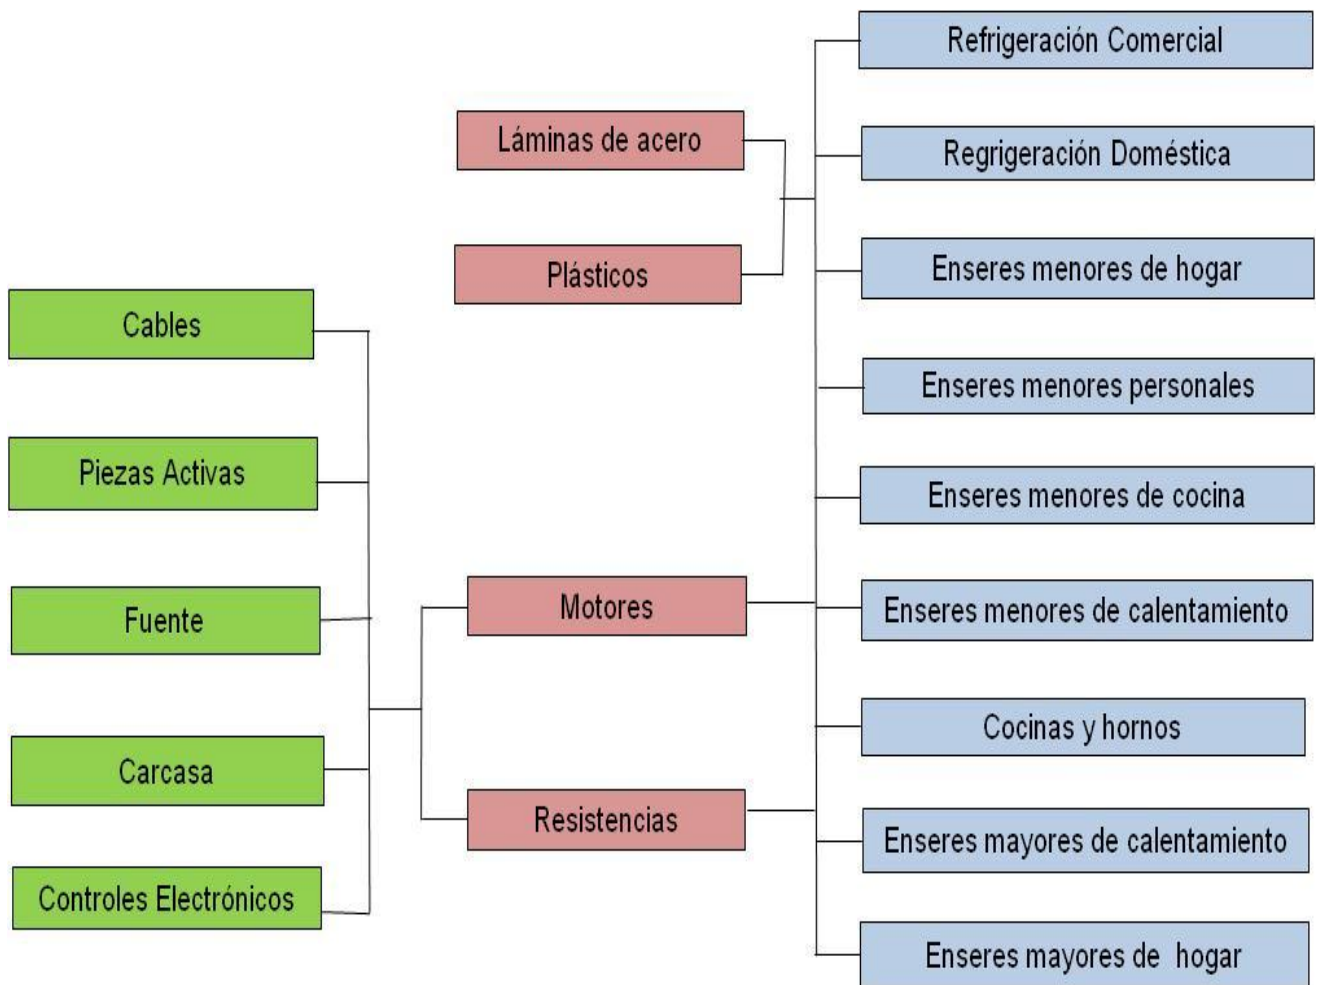 Cables
Piezas Activas
Fuente
Carcasa
Controles Electrónicos
Láminas de acero
Plásticos
Motores
Resistencias
Refrigeración Comercial
Regrigeración Doméstica
Enseres menores de hogar
Enseres menores personales
Enseres menores de cocina
Enseres menores de calentamiento
Cocinas y hornos
Enseres mayores de calentamiento
Enseres mayores de hogar